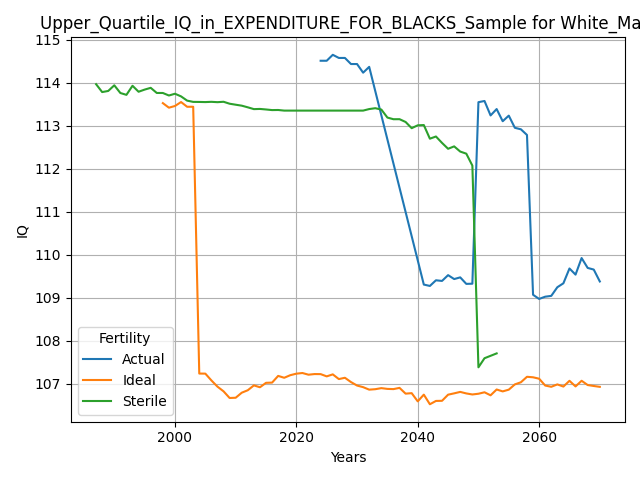 Upper_Quartile_IQ_in_EXPENDITURE_FOR_BLACKS_Sample for White_Ma
115
114
113
112
111
110
109
108
107
IQ
Fertility
Actual
Ideal
Sterile
2000
2020
2040
2060
Years